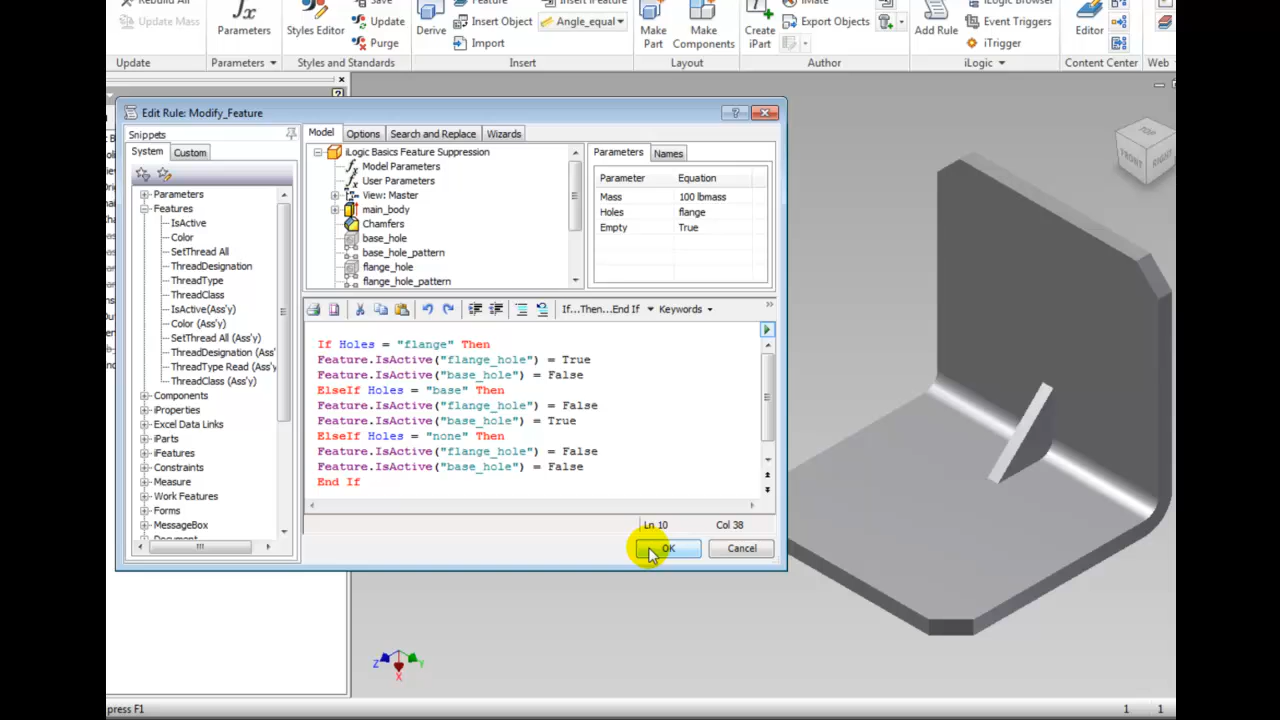 Rebuild All
Update Mass
Update
Parameters
Parameters
Styles Editor
Save
Update
Purge
Styles and Standards
Derive
Feature
Insert Object
Import
Insert iFeature
Angle_equal
Insert
Make
Part
Make
Components
Layout
Create
iPart
iMate
Export Objects
Author
Add Rule
iLogic Browser
Event Triggers
iTrigger
iLogic
Editor
Content Center
Web
Edit Rule: Modify_Feature
Snippets
System
Custom
Parameters
Features
IsActive
Color
SetThread All
ThreadDesignation
ThreadType
ThreadClass
IsActive(Ass'y)
Color (Ass'y)
SetThread All (Ass'y)
ThreadDesignation (Ass'
ThreadType Read (Ass'y
ThreadClass (Ass'y)
Components
iProperties
Excel Data Links
iParts
iFeatures
Constraints
Measure
Work Features
Forms
MessageBox
Document
Model
Options
Search and Replace
Wizards
iLogic Basics Feature Suppression
Model Parameters
User Parameters
View: Master
main_body
Chamfers
base_hole
base_hole_pattern
flange_hole
flange_hole_pattern
Parameters
Names
Parameter Equation
Mass 100 lbmass
Holes flange
Empty True
If...Then...End If
Keywords
If Holes = "flange" Then
Feature.IsActive("flange_hole") = True
Feature.IsActive("base_hole") = False
ElseIf Holes = "base" Then
Feature.IsActive("flange_hole") = False
Feature.IsActive("base_hole") = True
ElseIf Holes = "none" Then
Feature.IsActive("flange_hole") = False
Feature.IsActive("base_hole") = False
End If
Ln 10
Col 38
OK
Cancel
TOP
FRONT
RIGHT
Z
Y
X
press F1
1 1